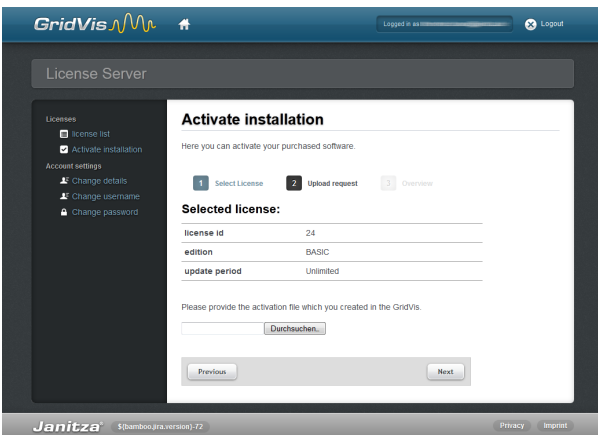 GridVis
Logged in as
Logout
License Server
Licenses
license list
Activate installation
Account settings
Change details
Change username
Change password
Activate installation
Here you can activate your purchased software.
1 Select License 2 Upload request 3 Overview
Selected license:
license id 24
edition BASIC
update period Unlimited
Please provide the activation file which you created in the GridVis.
Durchsuchen..
Previous Next
Janitza® ${bamboo.jira.version}-72
Privacy Imprint